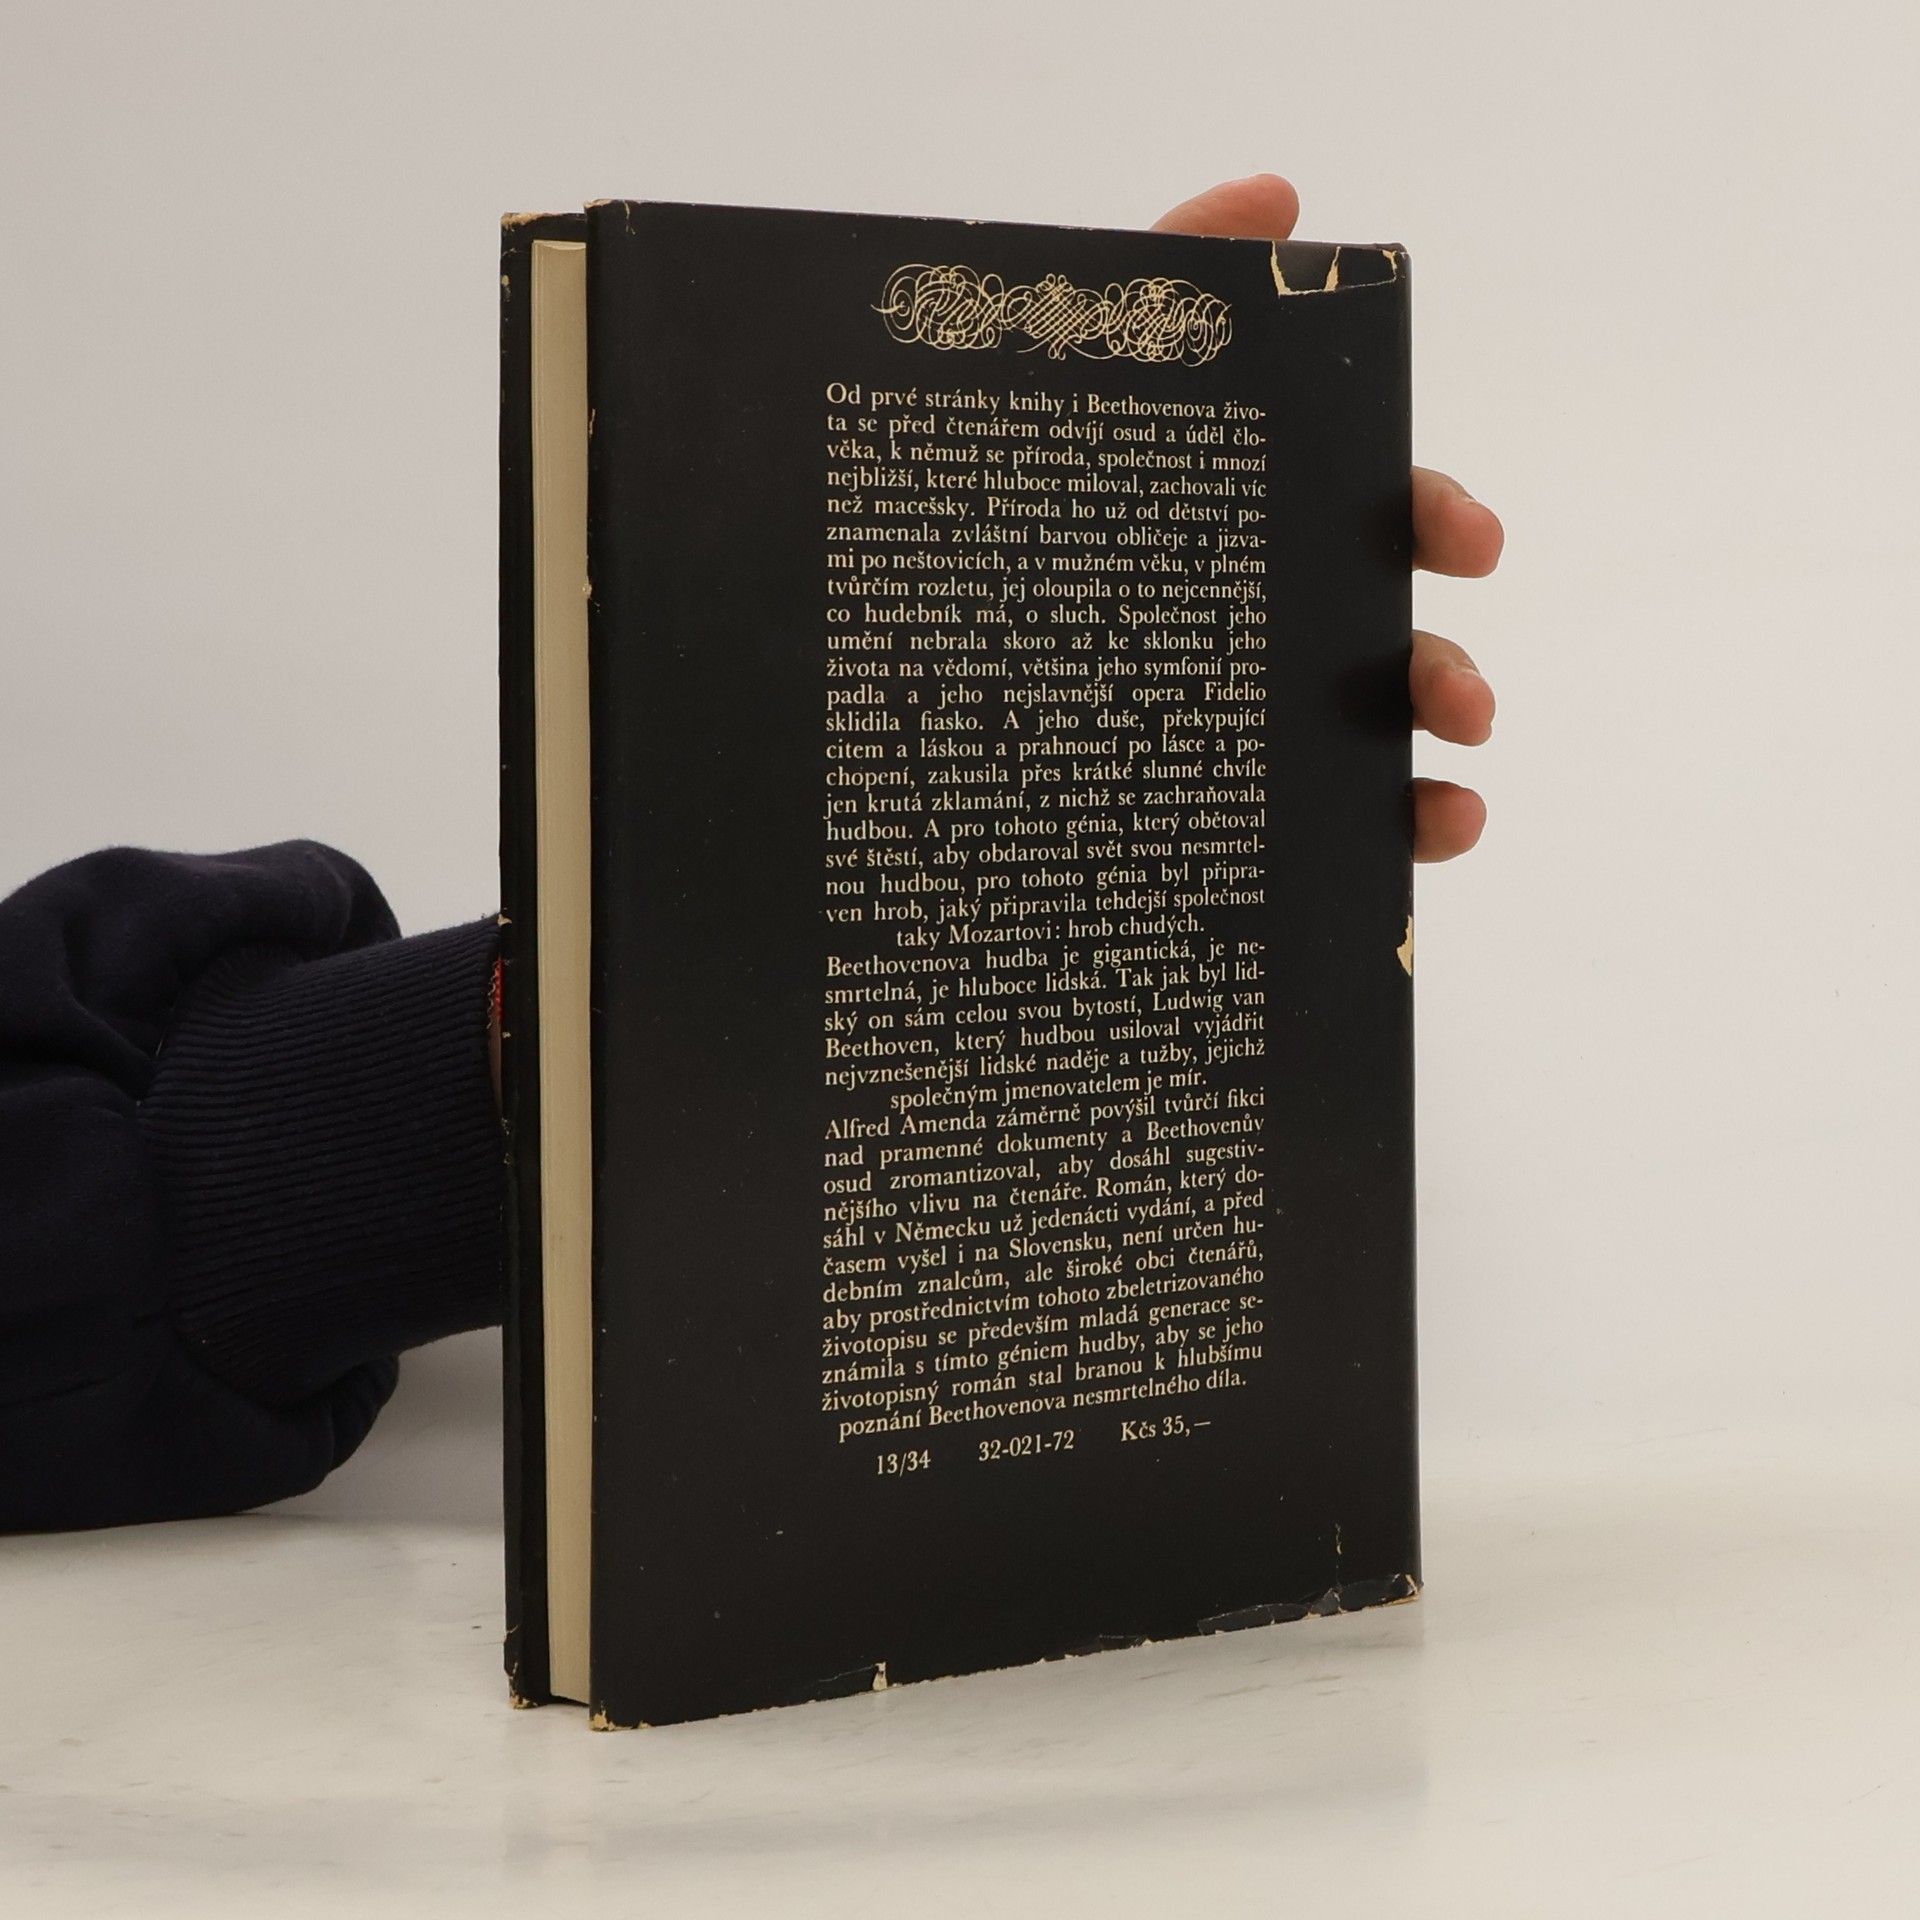 Od prvé stránky knihy i Beethovenova živo-
ta se před čtenářem odvíjí osud a úděl člo-
věka, k němuž se příroda, společnost i mnozí
nejbližší, které hluboce miloval, zachovali víc
než macešsky. Příroda ho už od dětství po-
znamenala zvláštní barvou obličeje a jizva-
mi po neštovicích, a v mužném věku, v plném
tvůrčím rozletu, jej oloupila o to nejcennější,
co hudebník má, o sluch. Společnost jeho
umění nebrala skoro až ke sklonku jeho
života na vědomí, většina jeho symfonií pro-
padla a jeho nejslavnější opera Fidelio
sklidila fiasko. A jeho duše, překypující
citem a láskou a prahnoucí po lásce a po-
chopení, zakusila přes krátké slunné chvíle
jen krutá zklamání, z nichž se zachraňovala
hudbou. A pro tohoto génia, který obětoval
své štěstí, aby obdaroval svět svou nesmrtel-
nou hudbou, pro tohoto génia byl připra-
ven hrob, jaký připravila tehdejší společnost
taky Mozartovi: hrob chudých.
Beethovenova hudba je gigantická, je ne-
smrtelná, je hluboce lidská. Tak jak byl lid-
ský on sám celou svou bytostí, Ludwig van
Beethoven, který hudbou usiloval vyjádřit
nejvznešenější lidské naděje a tužby, jejichž
společným jmenovatelem je mír.
Alfred Amenda záměrně povýšil tvůrčí fikci
nad pramenné dokumenty a Beethovenův
osud zromantizoval, aby dosáhl sugestiv-
nějšího vlivu na čtenáře. Román, který do-
sáhl v Německu už jedenácti vydání, a před
časem vyšel i na Slovensku, není určen hu-
debním znalcům, ale široké obci čtenářů,
aby prostřednictvím tohoto zbeletrizovaného
životopisu se především mladá generace se-
známila s tímto géniem hudby, aby se jeho
životopisný román stal branou k hlubšímu
poznání Beethovenova nesmrtelného díla.
13/34 32-021-72 Kčs 35,—